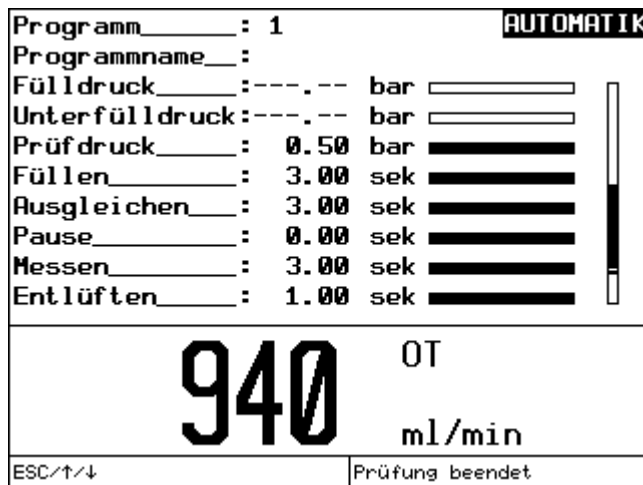 Programm______: 1 AUTOMATIK
Programmname__:
Fülldruck_____:---.-- bar
Unterfülldruck:---.-- bar
Prüfdruck_____: 0.50 bar
Füllen________: 3.00 sek
Ausgleichen___: 3.00 sek
Pause_________: 0.00 sek
Messen________: 3.00 sek
Entlüften_____: 1.00 sek
940 OT
ml/min
ESC/↑/↓ Prüfung beendet